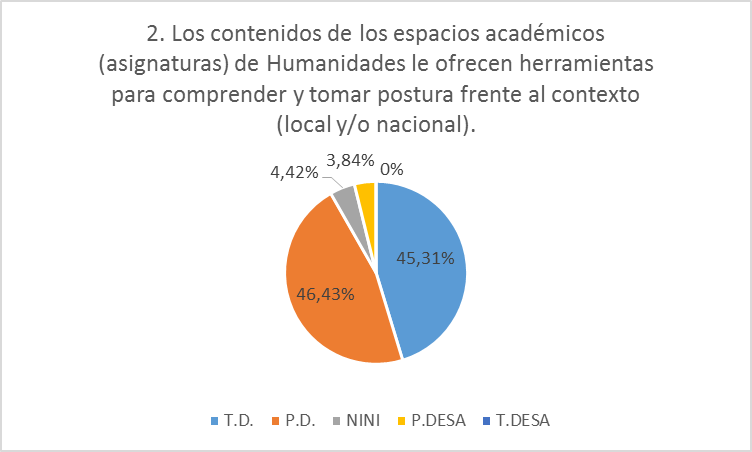 2. Los contenidos de los espacios académicos
(asignaturas) de Humanidades le ofrecen herramientas
para comprender y tomar postura frente al contexto
(local y/o nacional).
3,84%
0%
4,42%
45,31%
46,43%
T.D.
P.D.
NINI
P.DESA
T.DESA